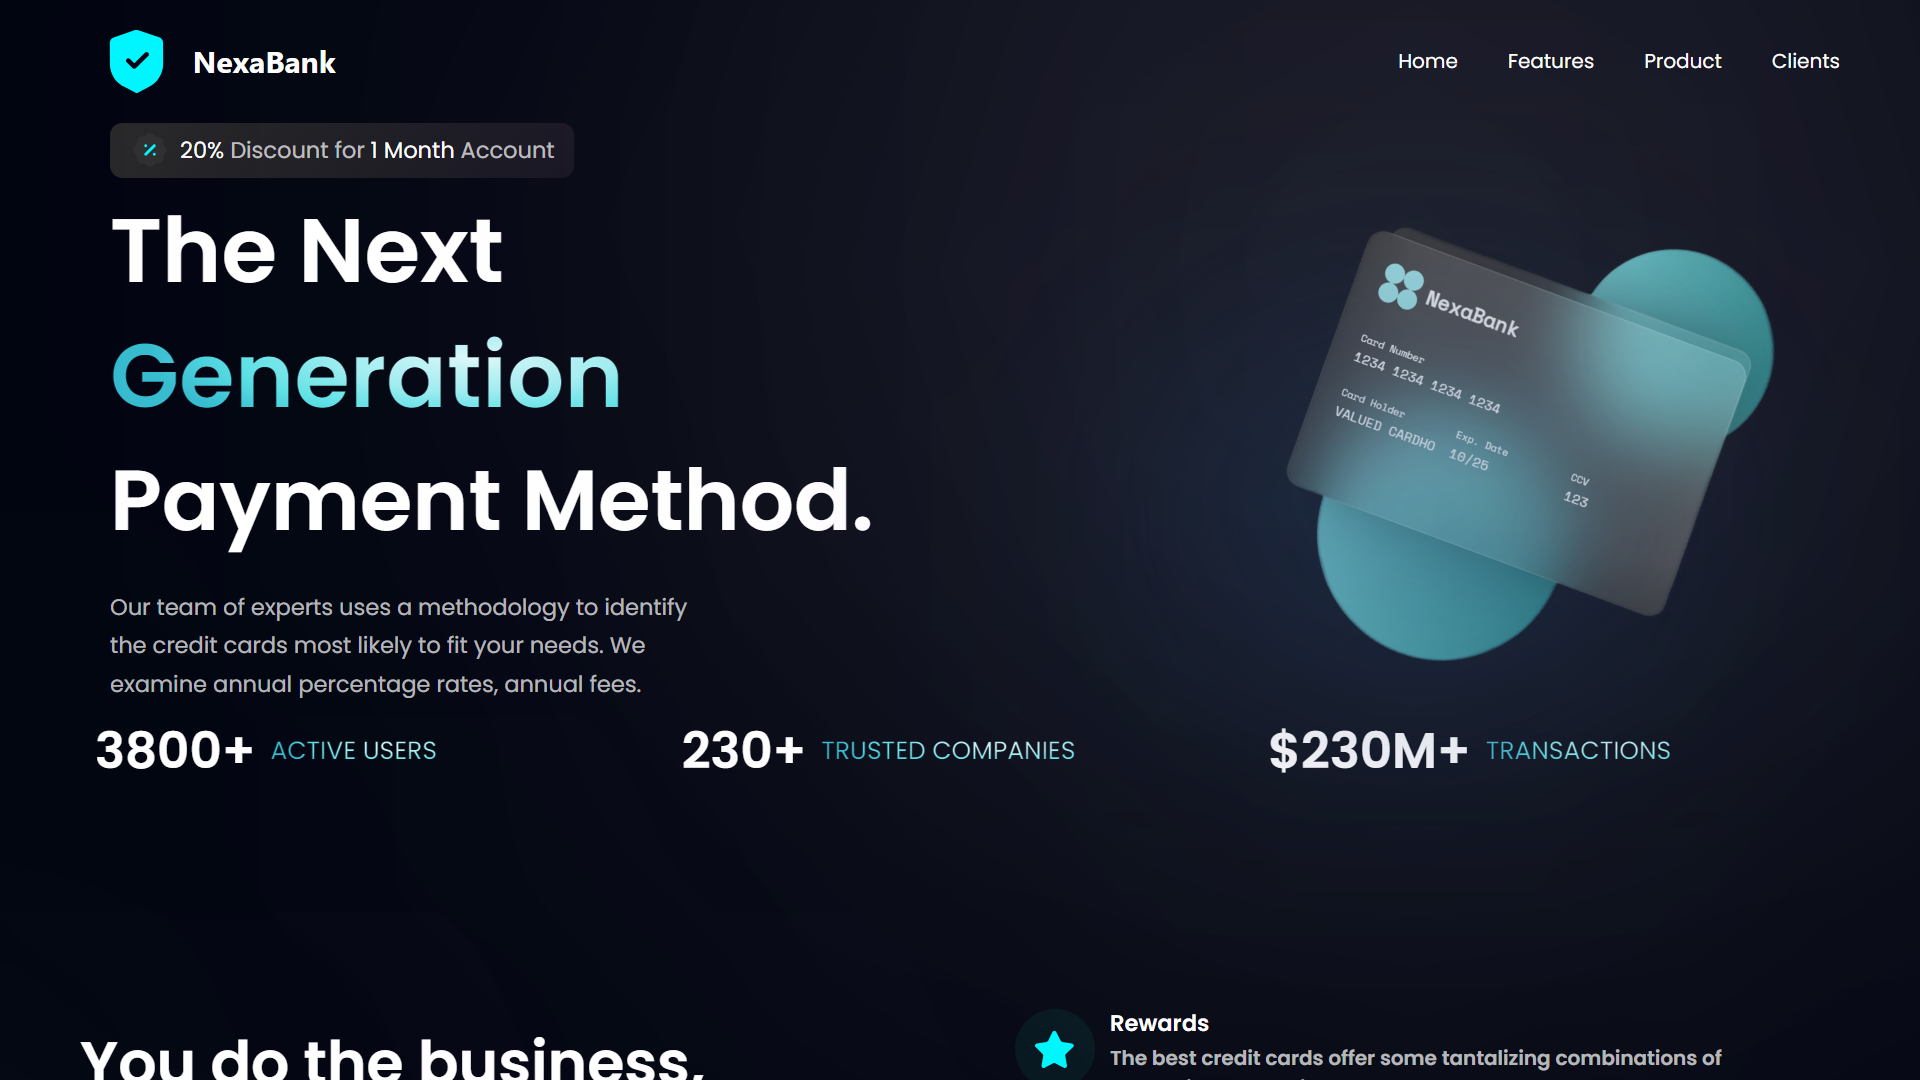 NexaBank
Home Features Product Clients
20% Discount for 1 Month Account
The Next
Generation
Payment Method.
Our team of experts uses a methodology to identify
the credit cards most likely to fit your needs. We
examine annual percentage rates, annual fees.
NexaBank
Card Number
1234 1234 1234 1234
Card Holder
VALUED CARDHO
Exp. Date
10/25
CCV
123
3800+ ACTIVE USERS
230+ TRUSTED COMPANIES
$230M+ TRANSACTIONS
You do the business,
Rewards
The best credit cards offer some tantalizing combinations of